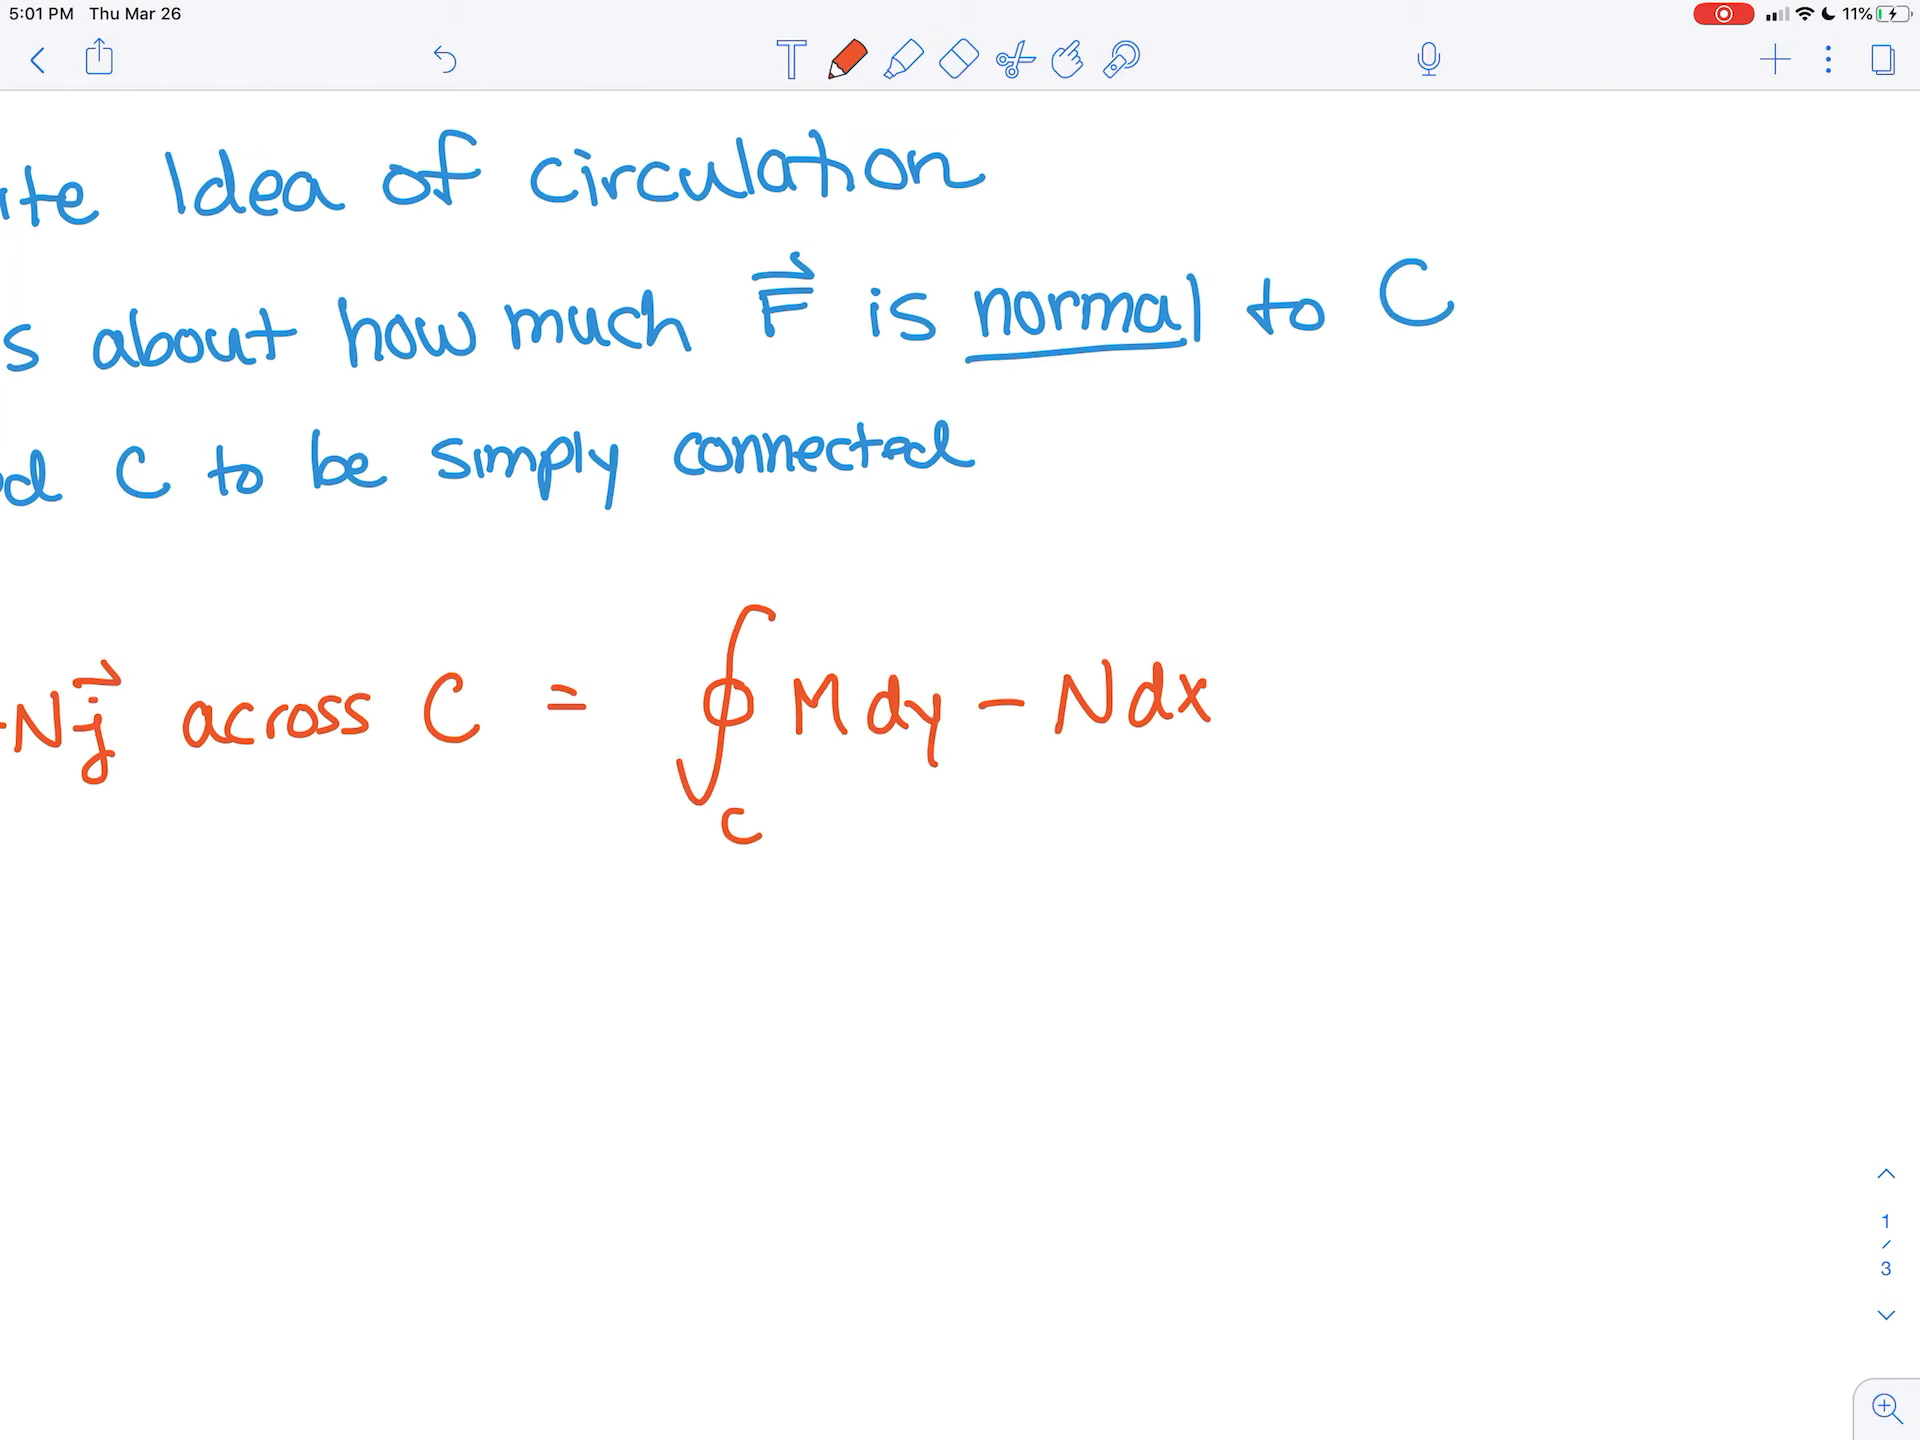 5:01 PM Thu Mar 26
11%
T
ite Idea of circulation
s about how much F⃗ is normal to C
d C to be simply connected
Nj⃗ across C = ∮ M dy − N dx
C
1
/
3